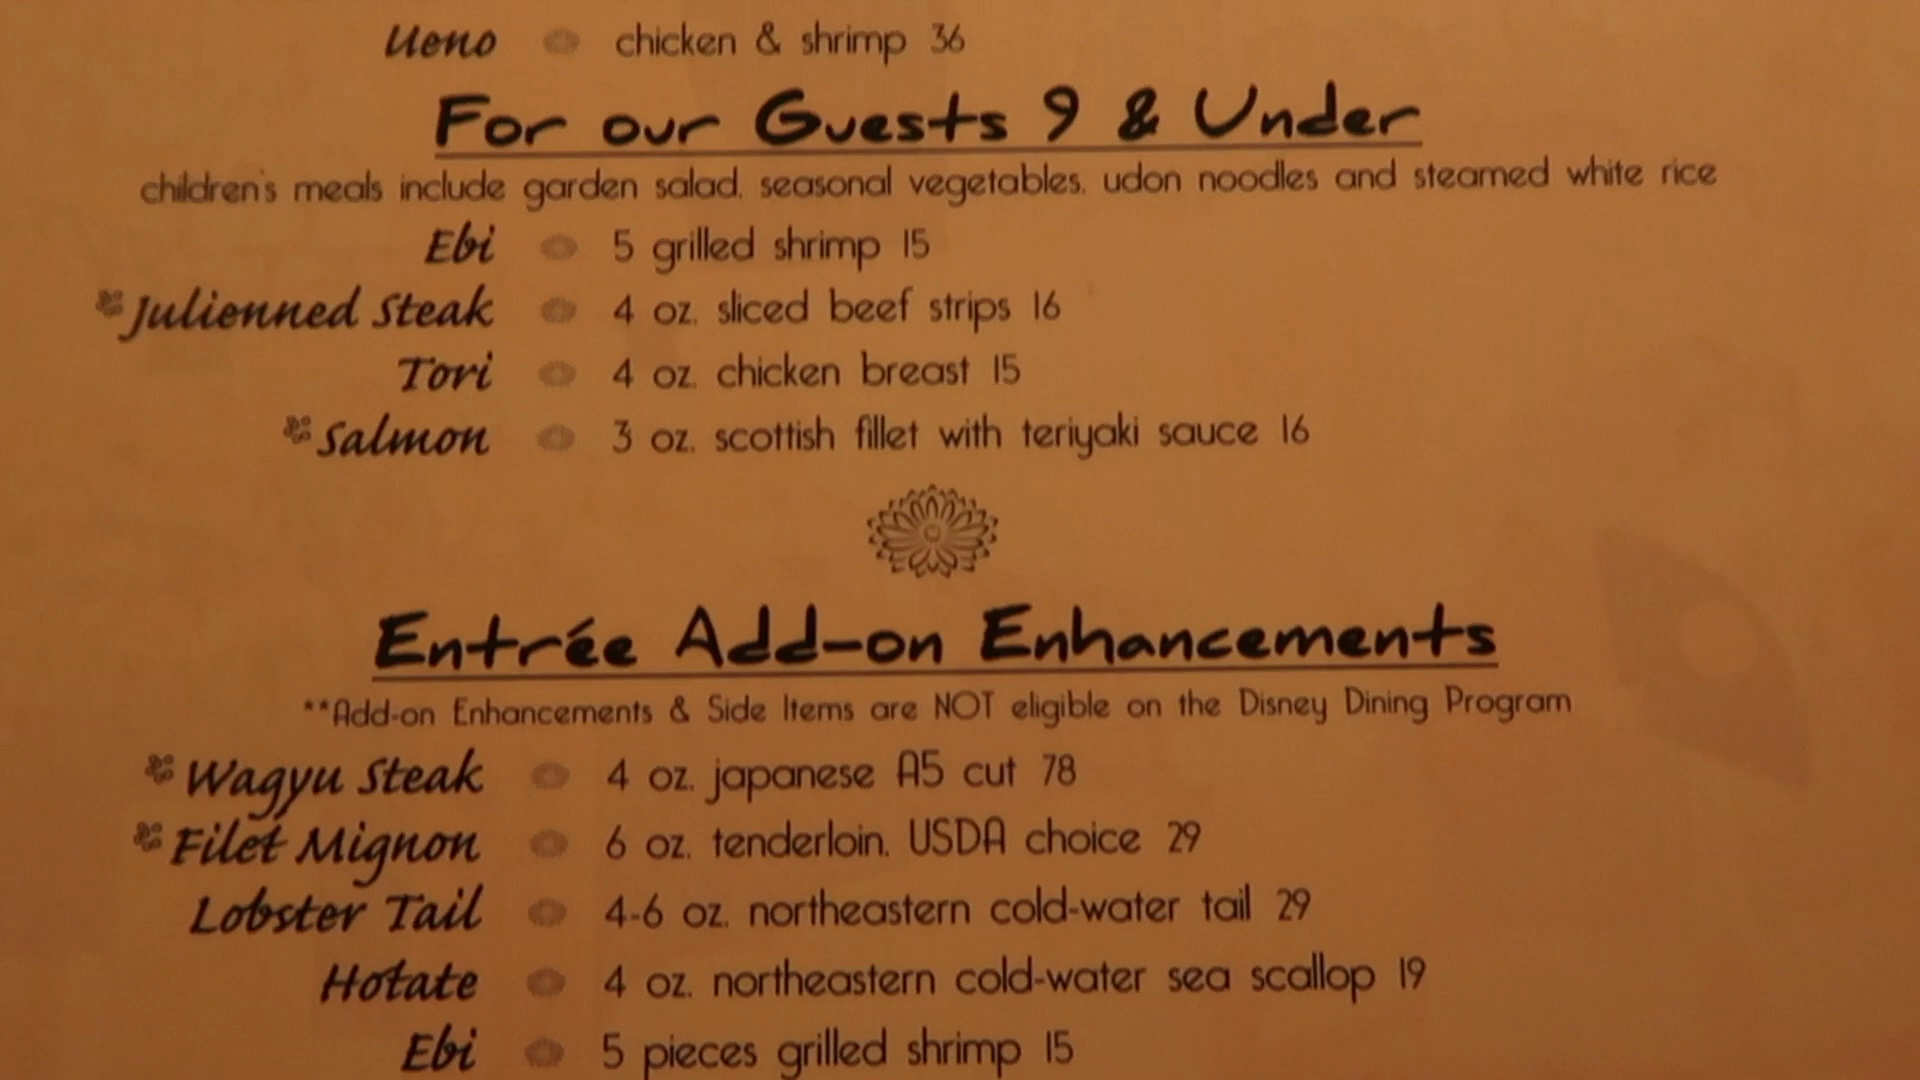 Ueno chicken & shrimp 36
For our Guests 9 & Under
children's meals include garden salad, seasonal vegetables, udon noodles and steamed white rice
Ebi 5 grilled shrimp 15
Julienned Steak 4 oz. sliced beef strips 16
Tori 4 oz. chicken breast 15
Salmon 3 oz. scottish fillet with teriyaki sauce 16
Entrée Add-on Enhancements
**Add-on Enhancements & Side Items are NOT eligible on the Disney Dining Program
Wagyu Steak 4 oz. japanese A5 cut 78
Filet Mignon 6 oz. tenderloin, USDA choice 29
Lobster Tail 4-6 oz. northeastern cold-water tail 29
Hotate 4 oz. northeastern cold-water sea scallop 19
Ebi 5 pieces grilled shrimp 15